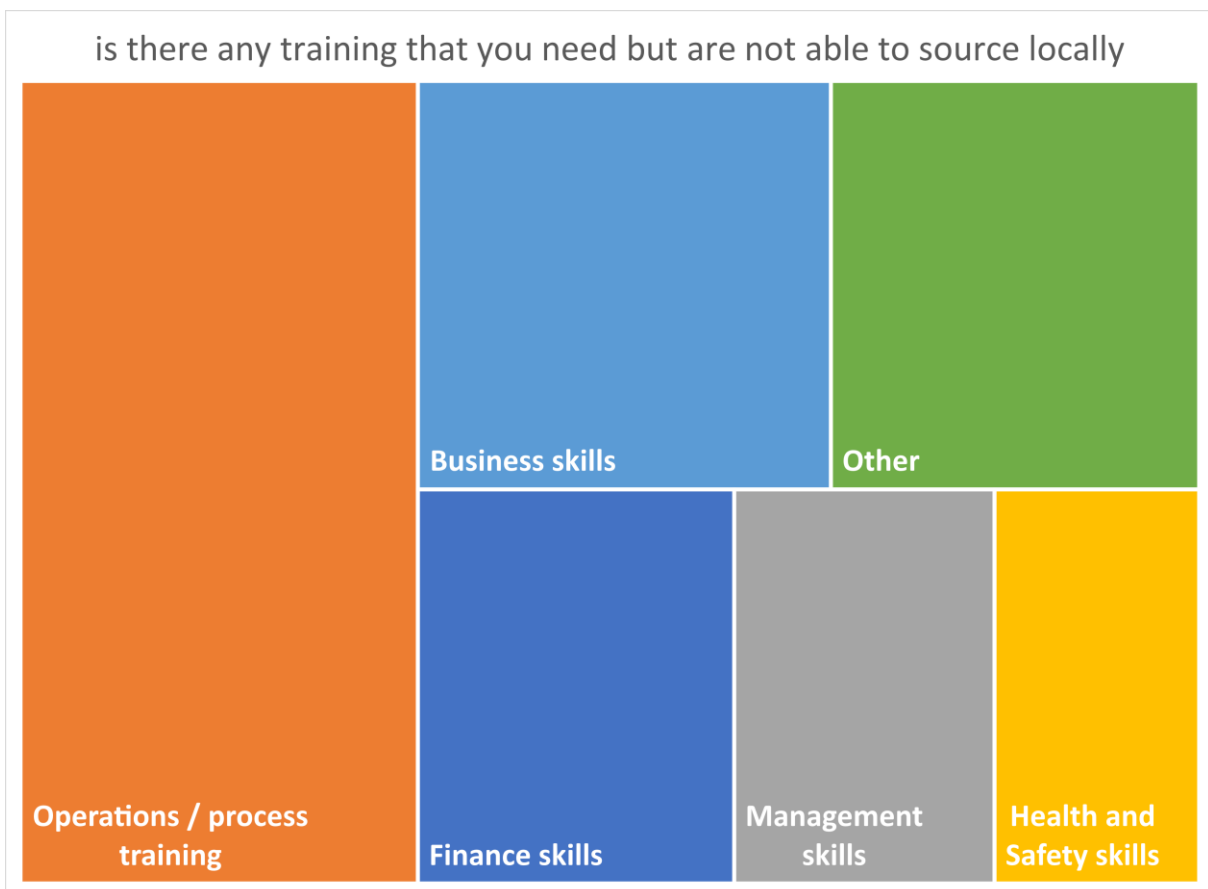 is there any training that you need but are not able to source locally
Business skills
Other
Operations / process
training
Finance skills
Management
skills
Health and
Safety skills